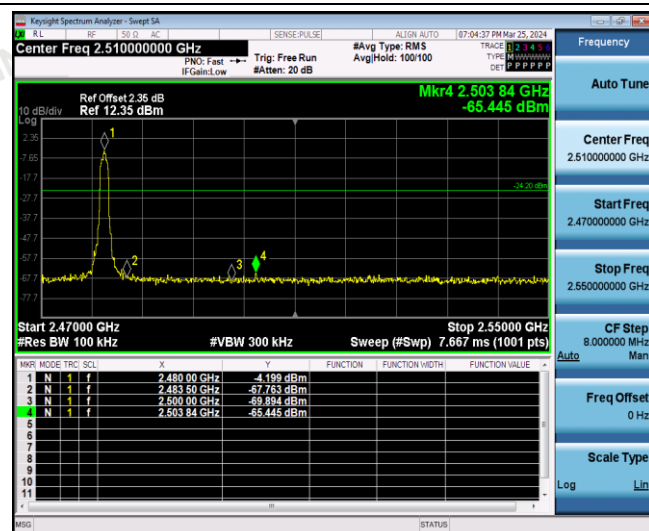 Keysight Spectrum Analyzer - Swept SA
RL RF 50 Ω AC SENSE:PULSE ALIGN AUTO 07:04:37 PM Mar 25, 2024
Center Freq 2.510000000 GHz #Avg Type: RMS TRACE 1 2 3 4 5 6
PNO: Fast Trig: Free Run Avg|Hold: 100/100 TYPE M W W W W W
IFGain:Low #Atten: 20 dB DET P P P P P P
Ref Offset 2.35 dB Mkr4 2.503 84 GHz
10 dB/div Ref 12.35 dBm -65.445 dBm
Log
1
2.35
-7.65
-17.7
-24.20 dBm
-27.7
-37.7
-47.7
-57.7
2 3 4
-67.7
-77.7
Start 2.47000 GHz Stop 2.55000 GHz
#Res BW 100 kHz #VBW 300 kHz Sweep (#Swp) 7.667 ms (1001 pts)
MKR MODE TRC SCL X Y FUNCTION FUNCTION WIDTH FUNCTION VALUE
1 N 1 f 2.480 00 GHz -4.199 dBm
2 N 1 f 2.483 50 GHz -67.763 dBm
3 N 1 f 2.500 00 GHz -69.894 dBm
4 N 1 f 2.503 84 GHz -65.445 dBm
5
6
7
8
9
10
11
MSG STATUS
Frequency
Auto Tune
Center Freq
2.510000000 GHz
Start Freq
2.470000000 GHz
Stop Freq
2.550000000 GHz
CF Step
8.000000 MHz
Auto Man
Freq Offset
0 Hz
Scale Type
Log Lin